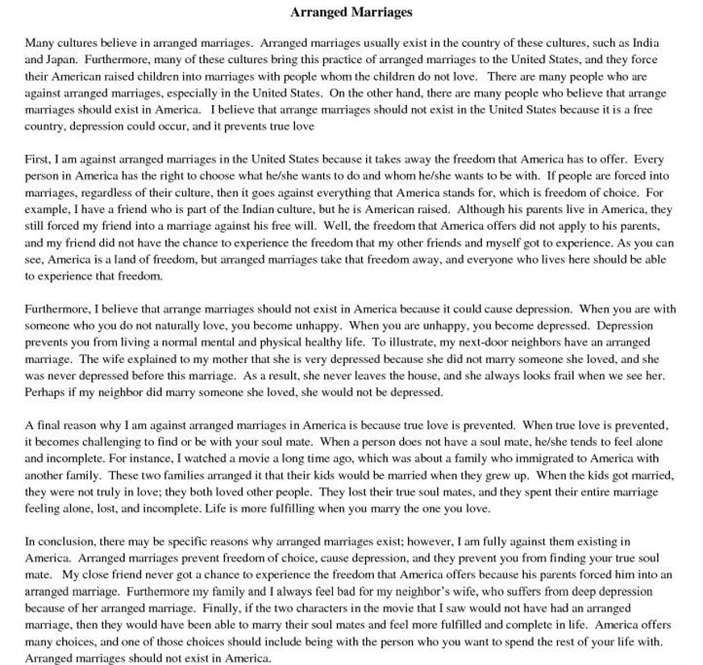 Arranged Marriages
Many cultures believe in arranged marriages. Arranged marriages usually exist in the country of these cultures, such as India
and Japan. Furthermore, many of these cultures bring this practice of arranged marriages to the United States, and they force
their American raised children into marriages with people whom the children do not love. There are many people who are
against arranged marriages, especially in the United States. On the other hand, there are many people who believe that arrange
marriages should exist in America. I believe that arrange marriages should not exist in the United States because it is a free
country, depression could occur, and it prevents true love
First, I am against arranged marriages in the United States because it takes away the freedom that America has to offer. Every
person in America has the right to choose what he/she wants to do and whom he/she wants to be with. If people are forced into
marriages, regardless of their culture, then it goes against everything that America stands for, which is freedom of choice. For
example, I have a friend who is part of the Indian culture, but he is American raised. Although his parents live in America, they
still forced my friend into a marriage against his free will. Well, the freedom that America offers did not apply to his parents,
and my friend did not have the chance to experience the freedom that my other friends and myself got to experience. As you can
see, America is a land of freedom, but arranged marriages take that freedom away, and everyone who lives here should be able
to experience that freedom.
Furthermore, I believe that arrange marriages should not exist in America because it could cause depression. When you are with
someone who you do not naturally love, you become unhappy. When you are unhappy, you become depressed. Depression
prevents you from living a normal mental and physical healthy life. To illustrate, my next-door neighbors have an arranged
marriage. The wife explained to my mother that she is very depressed because she did not marry someone she loved, and she
was never depressed before this marriage. As a result, she never leaves the house, and she always looks frail when we see her.
Perhaps if my neighbor did marry someone she loved, she would not be depressed.
A final reason why I am against arranged marriages in America is because true love is prevented. When true love is prevented,
it becomes challenging to find or be with your soul mate. When a person does not have a soul mate, he/she tends to feel alone
and incomplete. For instance, I watched a movie a long time ago, which was about a family who immigrated to America with
another family. These two families arranged it that their kids would be married when they grew up. When the kids got married,
they were not truly in love; they both loved other people. They lost their true soul mates, and they spent their entire marriage
feeling alone, lost, and incomplete. Life is more fulfilling when you marry the one you love.
In conclusion, there may be specific reasons why arranged marriages exist; however, I am fully against them existing in
America. Arranged marriages prevent freedom of choice, cause depression, and they prevent you from finding your true soul
mate. My close friend never got a chance to experience the freedom that America offers because his parents forced him into an
arranged marriage. Furthermore my family and I always feel bad for my neighbor's wife, who suffers from deep depression
because of her arranged marriage. Finally, if the two characters in the movie that I saw would not have had an arranged
marriage, then they would have been able to marry their soul mates and feel more fulfilled and complete in life. America offers
many choices, and one of those choices should include being with the person who you want to spend the rest of your life with.
Arranged marriages should not exist in America.